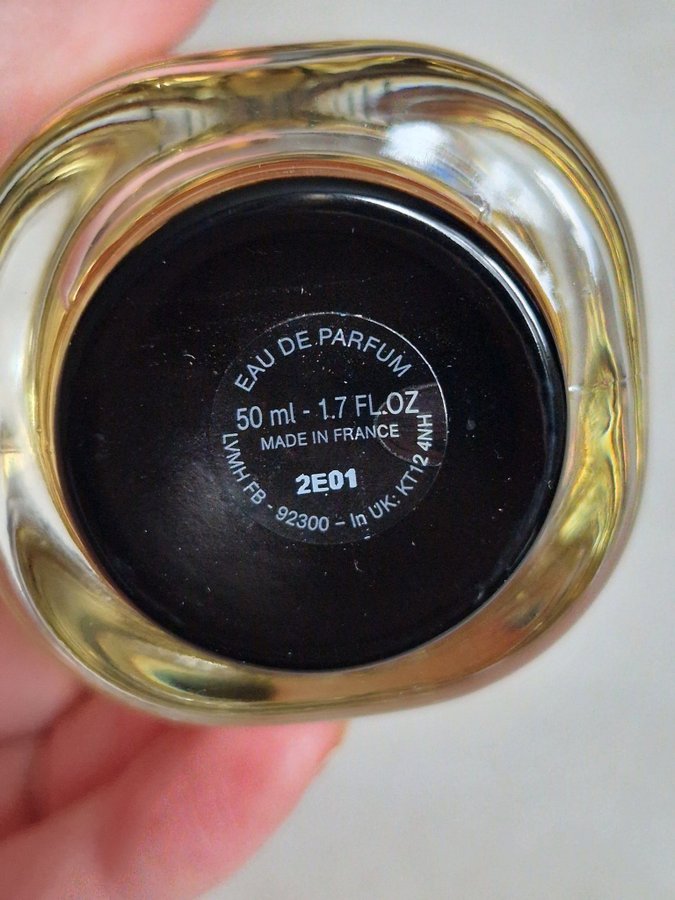 EAU DE PARFUM
50 ml - 1.7 FL.OZ
MADE IN FRANCE
2E01
LVMH FB - 92300 – In UK: KT12 4NH